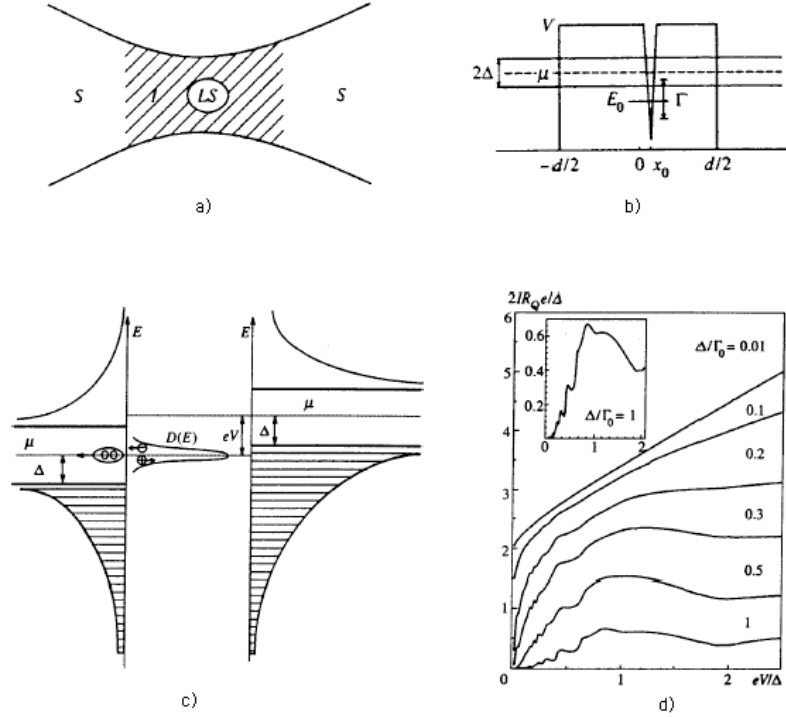 S I LS S
a)
V
2Δ μ
E₀ Γ
−d/2 0 x₀ d/2
b)
E E
μ
D(E) eV Δ
μ
Δ
c)
2IR_Q e/Δ
6
5
4
3
2
1
0 1 2 eV/Δ
Δ/Γ₀ = 0.01
0.1
0.2
0.3
0.5
1
0.6
0.4
0.2
0 1 2
Δ/Γ₀ = 1
d)